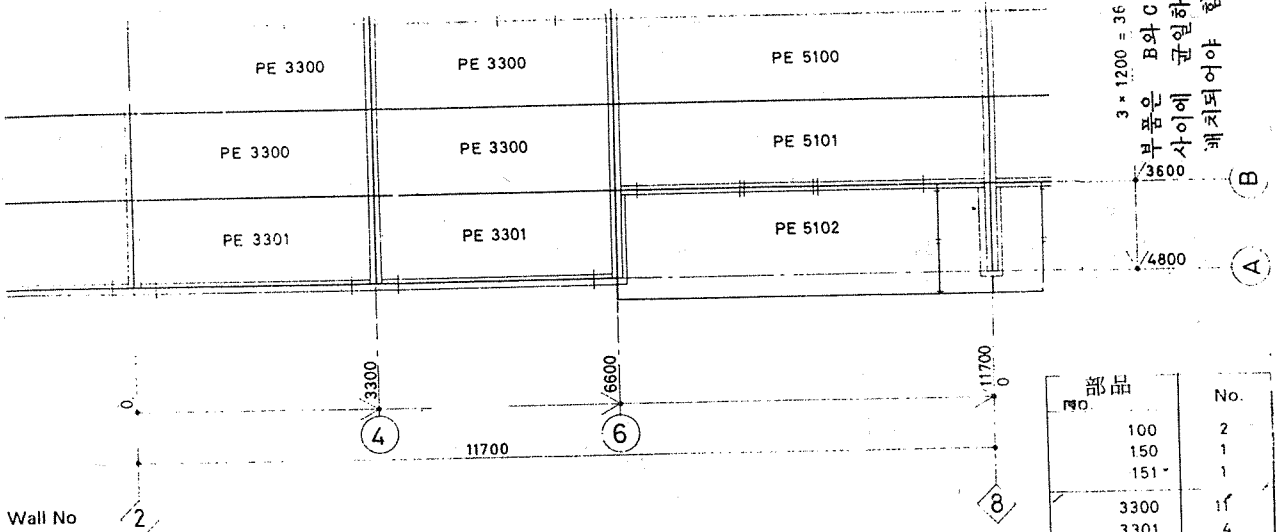 PE 3300 PE 3300 PE 5100
PE 3300 PE 3300 PE 5101
PE 3301 PE 3301 PE 5102
3 × 1200 = 36
부품은 B와 C
사이에 균일하
배치되어야 함
3600
B
4800
A
0 3300 6600 11700 0
4 6
11700
Wall No 2 8
部品 No.
No.
100 2
150 1
151 1
3300 11
3301 4